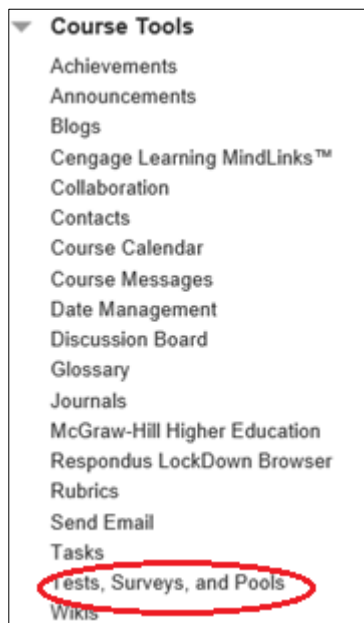 Course Tools
Achievements
Announcements
Blogs
Cengage Learning MindLinks™
Collaboration
Contacts
Course Calendar
Course Messages
Date Management
Discussion Board
Glossary
Journals
McGraw-Hill Higher Education
Respondus LockDown Browser
Rubrics
Send Email
Tasks
Tests, Surveys, and Pools
Wikis